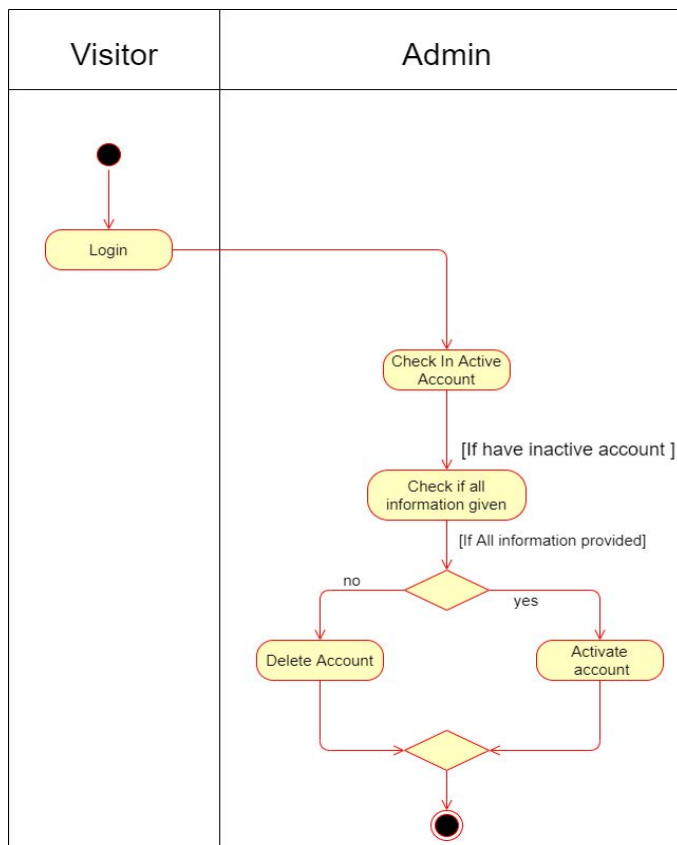 Visitor
Admin
Login
Check In Active
Account
[If have inactive account ]
Check if all
information given
[If All information provided]
no
yes
Delete Account
Activate
account